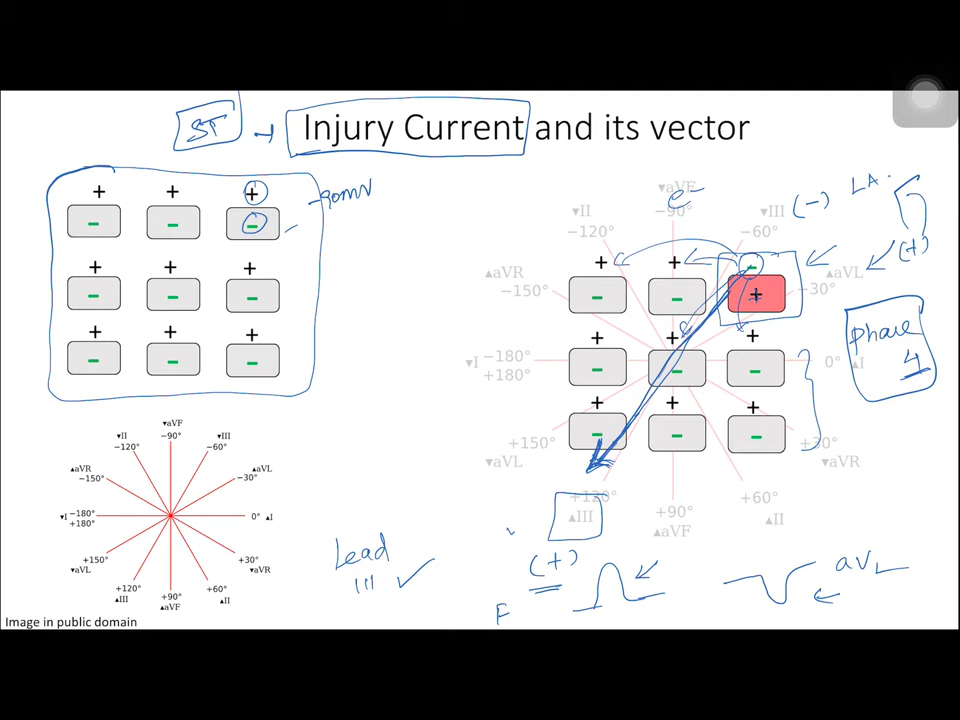 ST → Injury Current and its vector
+ + + -90mV
- - -
+ + +
- - -
+ + +
- - -
▾aVF
-90°
▾II
-120°
▾III
-60°
▴aVR
-150°
▴aVL
-30°
▾I
-180°
+180°
0° ▴I
+150°
▾aVL
+30°
▾aVR
+120°
▴III
+90°
▴aVF
+60°
▴II
Image in public domain
Lead
III ✓
▾aVF
e-
-90°
▾II
-120°
▾III
-60°
(-) LA.
(+)
▴aVR
-150°
▴aVL
-30°
+ + -
- - +
+ + +
▾I
-180°
+180°
- - -
0° ▴I
+ + +
- - -
+150°
▾aVL
+30°
▾aVR
+120°
▴III
+90°
▴aVF
+60°
▴II
Phase
4
(+)
F
aVL